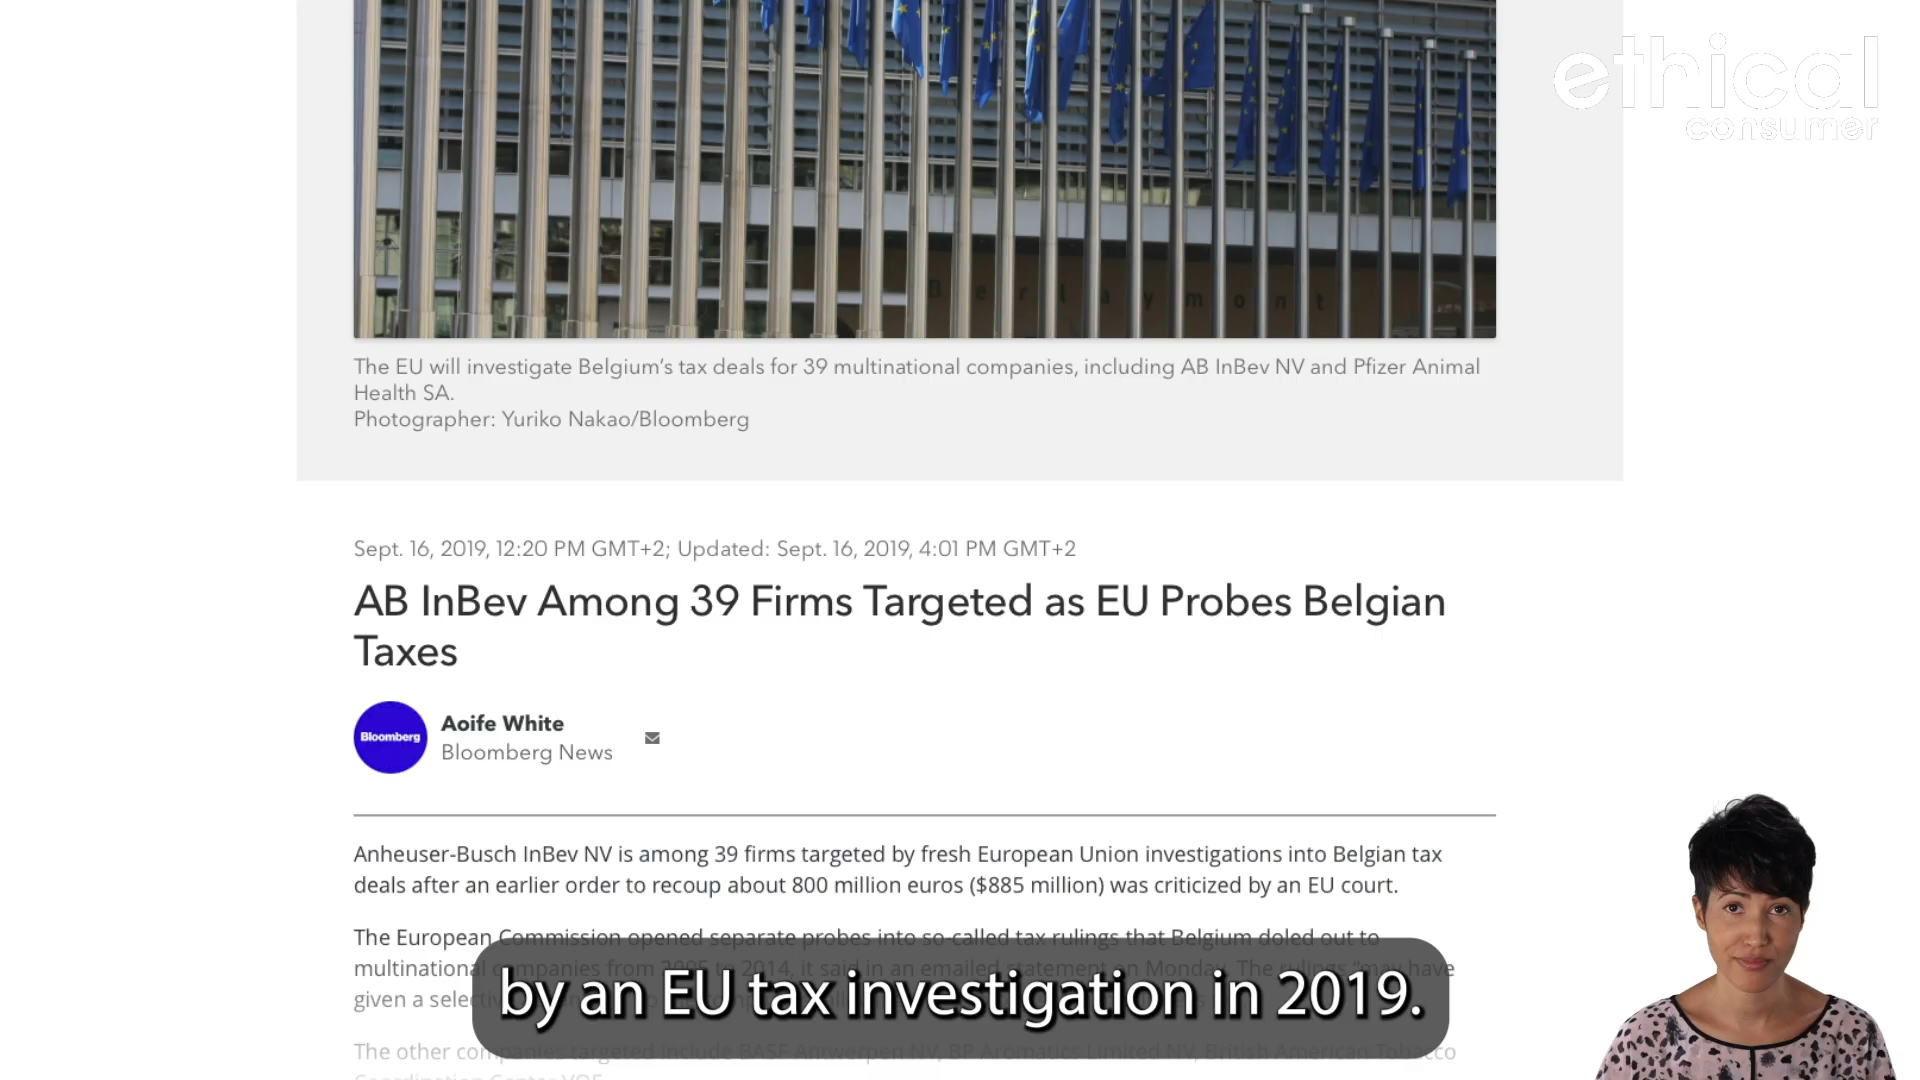 ethical
consumer
Berlaymont
The EU will investigate Belgium's tax deals for 39 multinational companies, including AB InBev NV and Pfizer Animal
Health SA.
Photographer: Yuriko Nakao/Bloomberg
Sept. 16, 2019, 12:20 PM GMT+2; Updated: Sept. 16, 2019, 4:01 PM GMT+2
AB InBev Among 39 Firms Targeted as EU Probes Belgian
Taxes
Bloomberg
Aoife White
Bloomberg News
Anheuser-Busch InBev NV is among 39 firms targeted by fresh European Union investigations into Belgian tax
deals after an earlier order to recoup about 800 million euros ($885 million) was criticized by an EU court.
The European Commission opened separate probes into so-called tax rulings that Belgium doled out to
multinational companies from 2005 to 2014, it said in an emailed statement on Monday. The rulings "may have
given a
by an EU tax investigation in 2019.
The other companies targeted include BASF Antwerpen NV, BP Aromatics Limited NV, British American Tobacco